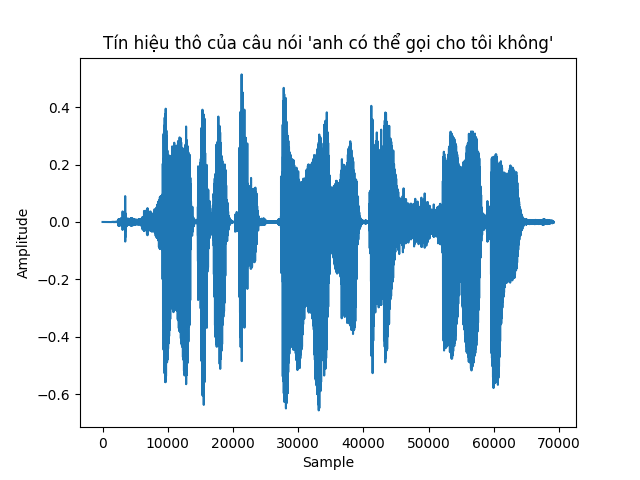 Tín hiệu thô của câu nói 'anh có thể gọi cho tôi không'
0.4
0.2
0.0
−0.2
−0.4
−0.6
Amplitude
0 10000 20000 30000 40000 50000 60000 70000
Sample